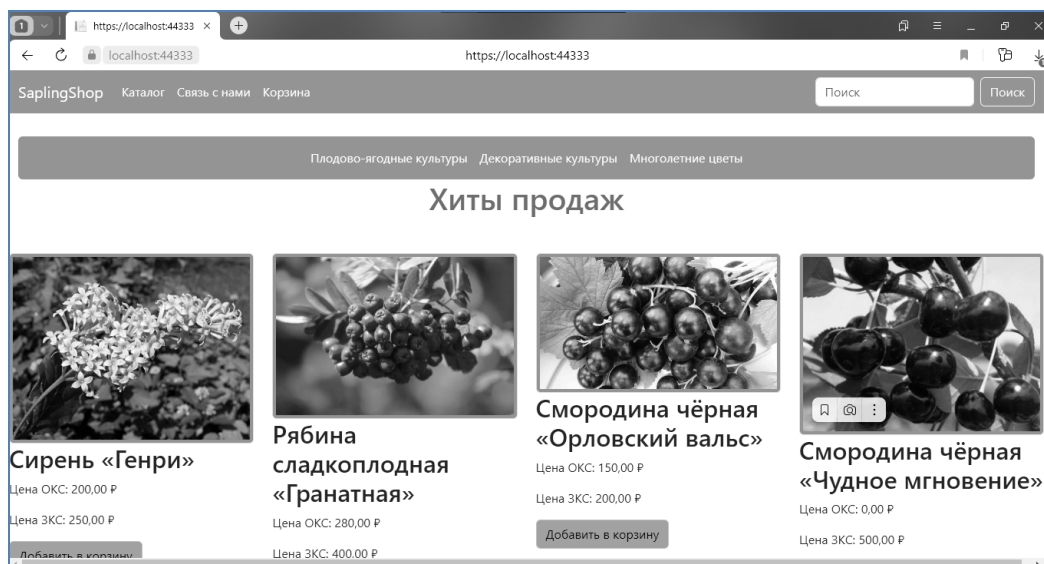 1
https://localhost:44333
localhost:44333
https://localhost:44333
SaplingShop Каталог Связь с нами Корзина Поиск Поиск
Плодово-ягодные культуры Декоративные культуры Многолетние цветы
Хиты продаж
Сирень «Генри»
Цена ОКС: 200,00 ₽
Цена ЗКС: 250,00 ₽
Добавить в корзину
Рябина
сладкоплодная
«Гранатная»
Цена ОКС: 280,00 ₽
Цена ЗКС: 400,00 ₽
Смородина чёрная
«Орловский вальс»
Цена ОКС: 150,00 ₽
Цена ЗКС: 200,00 ₽
Добавить в корзину
Смородина чёрная
«Чудное мгновение»
Цена ОКС: 0,00 ₽
Цена ЗКС: 500,00 ₽